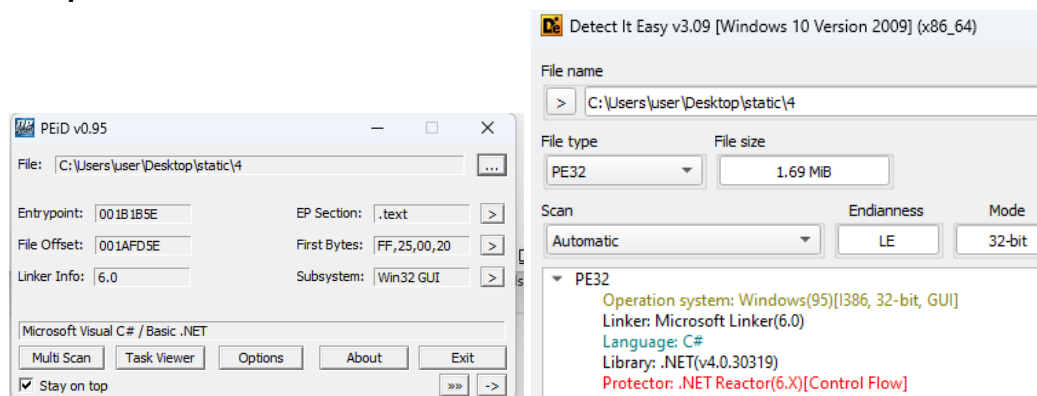 PEiD v0.95
File: C:\Users\user\Desktop\static\4 ...
Entrypoint: 001B1B5E EP Section: .text >
File Offset: 001AFD5E First Bytes: FF,25,00,20 >
Linker Info: 6.0 Subsystem: Win32 GUI >
Microsoft Visual C# / Basic .NET
Multi Scan Task Viewer Options About Exit
Stay on top »» ->
Detect It Easy v3.09 [Windows 10 Version 2009] (x86_64)
File name
> C:\Users\user\Desktop\static\4
File type File size
PE32 1.69 MiB
Scan Endianness Mode
Automatic LE 32-bit
PE32
Operation system: Windows(95)[I386, 32-bit, GUI]
Linker: Microsoft Linker(6.0)
Language: C#
Library: .NET(v4.0.30319)
Protector: .NET Reactor(6.X)[Control Flow]